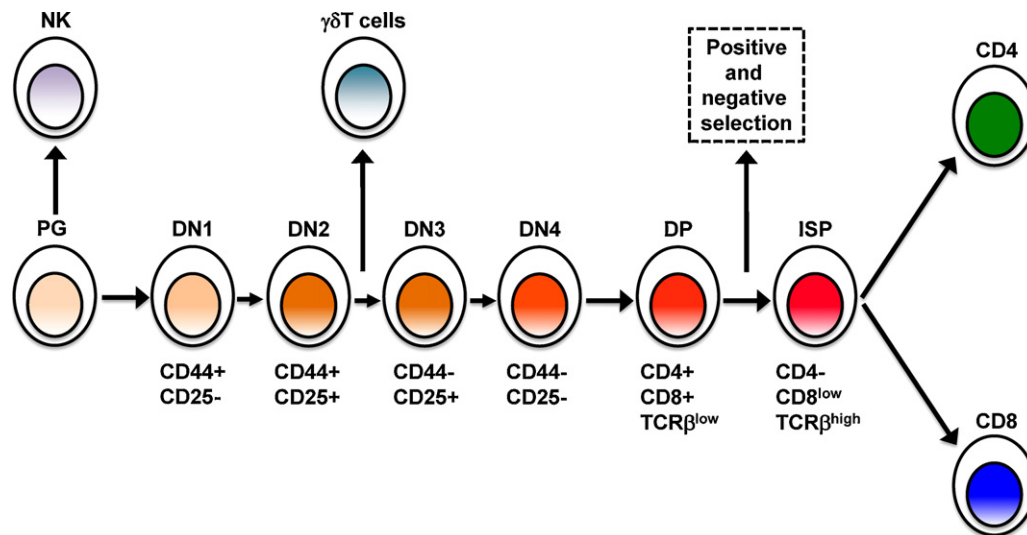 NK
γδT cells
Positive
and
negative
selection
CD4
PG
DN1
DN2
DN3
DN4
DP
ISP
CD44+
CD25-
CD44+
CD25+
CD44-
CD25+
CD44-
CD25-
CD4+
CD8+
TCRβlow
CD4-
CD8low
TCRβhigh
CD8